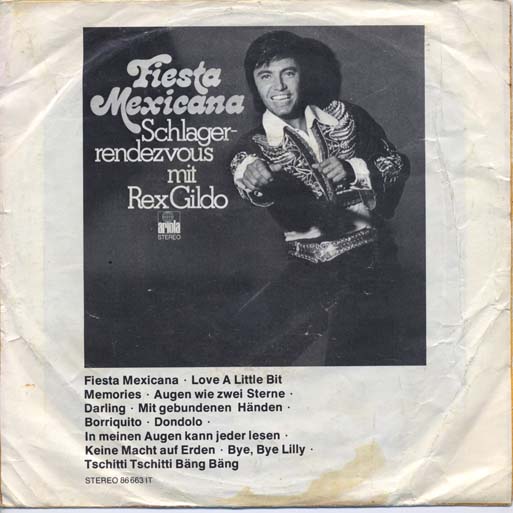 Fiesta
Mexicana
Schlager-
rendezvous
mit
Rex Gildo
ariola
STEREO
Fiesta Mexicana · Love A Little Bit
Memories · Augen wie zwei Sterne ·
Darling · Mit gebundenen Händen ·
Borriquito · Dondolo ·
In meinen Augen kann jeder lesen ·
Keine Macht auf Erden · Bye, Bye Lilly ·
Tschitti Tschitti Bäng Bäng
STEREO 86 663 IT